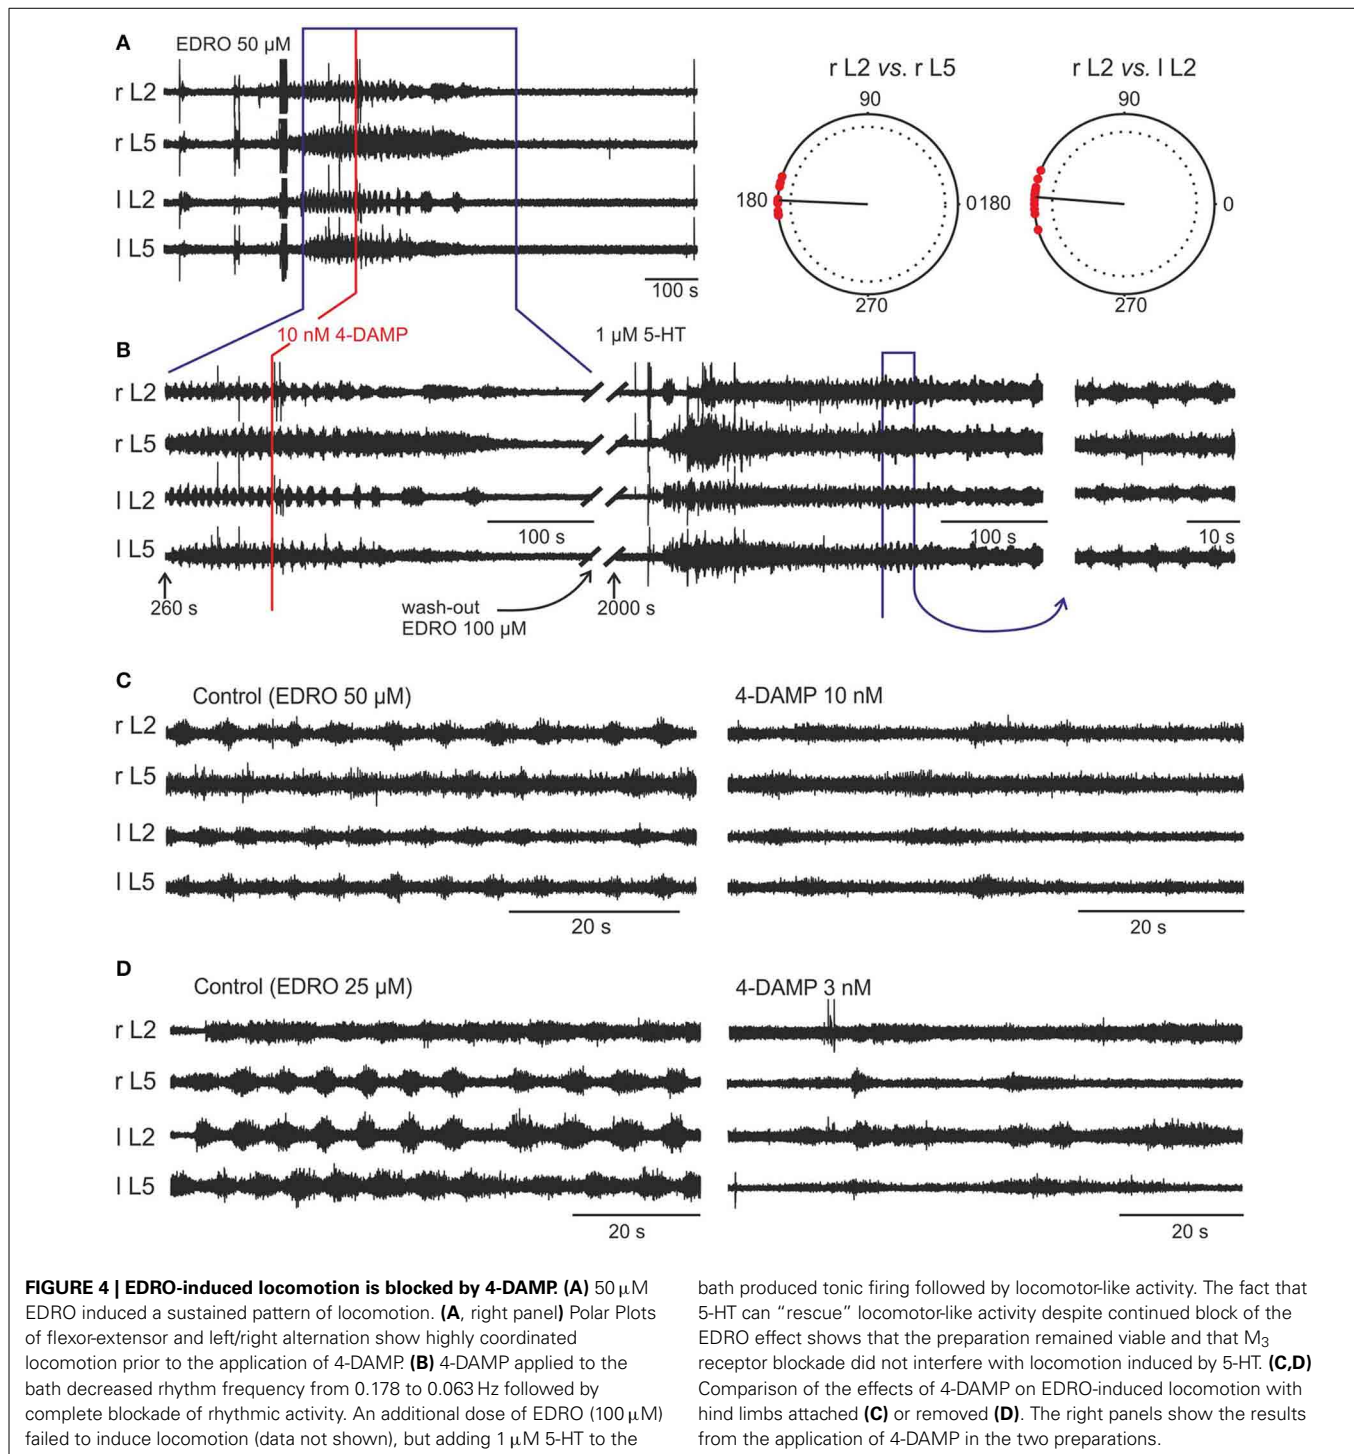 A
EDRO 50 µM
r L2
r L5
l L2
l L5
100 s
r L2 vs. r L5
90
180
0
270
r L2 vs. l L2
90
180
0
270
10 nM 4-DAMP
1 µM 5-HT
B
r L2
r L5
l L2
l L5
100 s
100 s
10 s
260 s
wash-out
EDRO 100 µM
2000 s
C
Control (EDRO 50 µM)
4-DAMP 10 nM
r L2
r L5
l L2
l L5
20 s
20 s
D
Control (EDRO 25 µM)
4-DAMP 3 nM
r L2
r L5
l L2
l L5
20 s
20 s
FIGURE 4 | EDRO-induced locomotion is blocked by 4-DAMP. (A) 50 µM
EDRO induced a sustained pattern of locomotion. (A, right panel) Polar Plots
of flexor-extensor and left/right alternation show highly coordinated
locomotion prior to the application of 4-DAMP. (B) 4-DAMP applied to the
bath decreased rhythm frequency from 0.178 to 0.063 Hz followed by
complete blockade of rhythmic activity. An additional dose of EDRO (100 µM)
failed to induce locomotion (data not shown), but adding 1 µM 5-HT to the
bath produced tonic firing followed by locomotor-like activity. The fact that
5-HT can “rescue” locomotor-like activity despite continued block of the
EDRO effect shows that the preparation remained viable and that M3
receptor blockade did not interfere with locomotion induced by 5-HT. (C,D)
Comparison of the effects of 4-DAMP on EDRO-induced locomotion with
hind limbs attached (C) or removed (D). The right panels show the results
from the application of 4-DAMP in the two preparations.